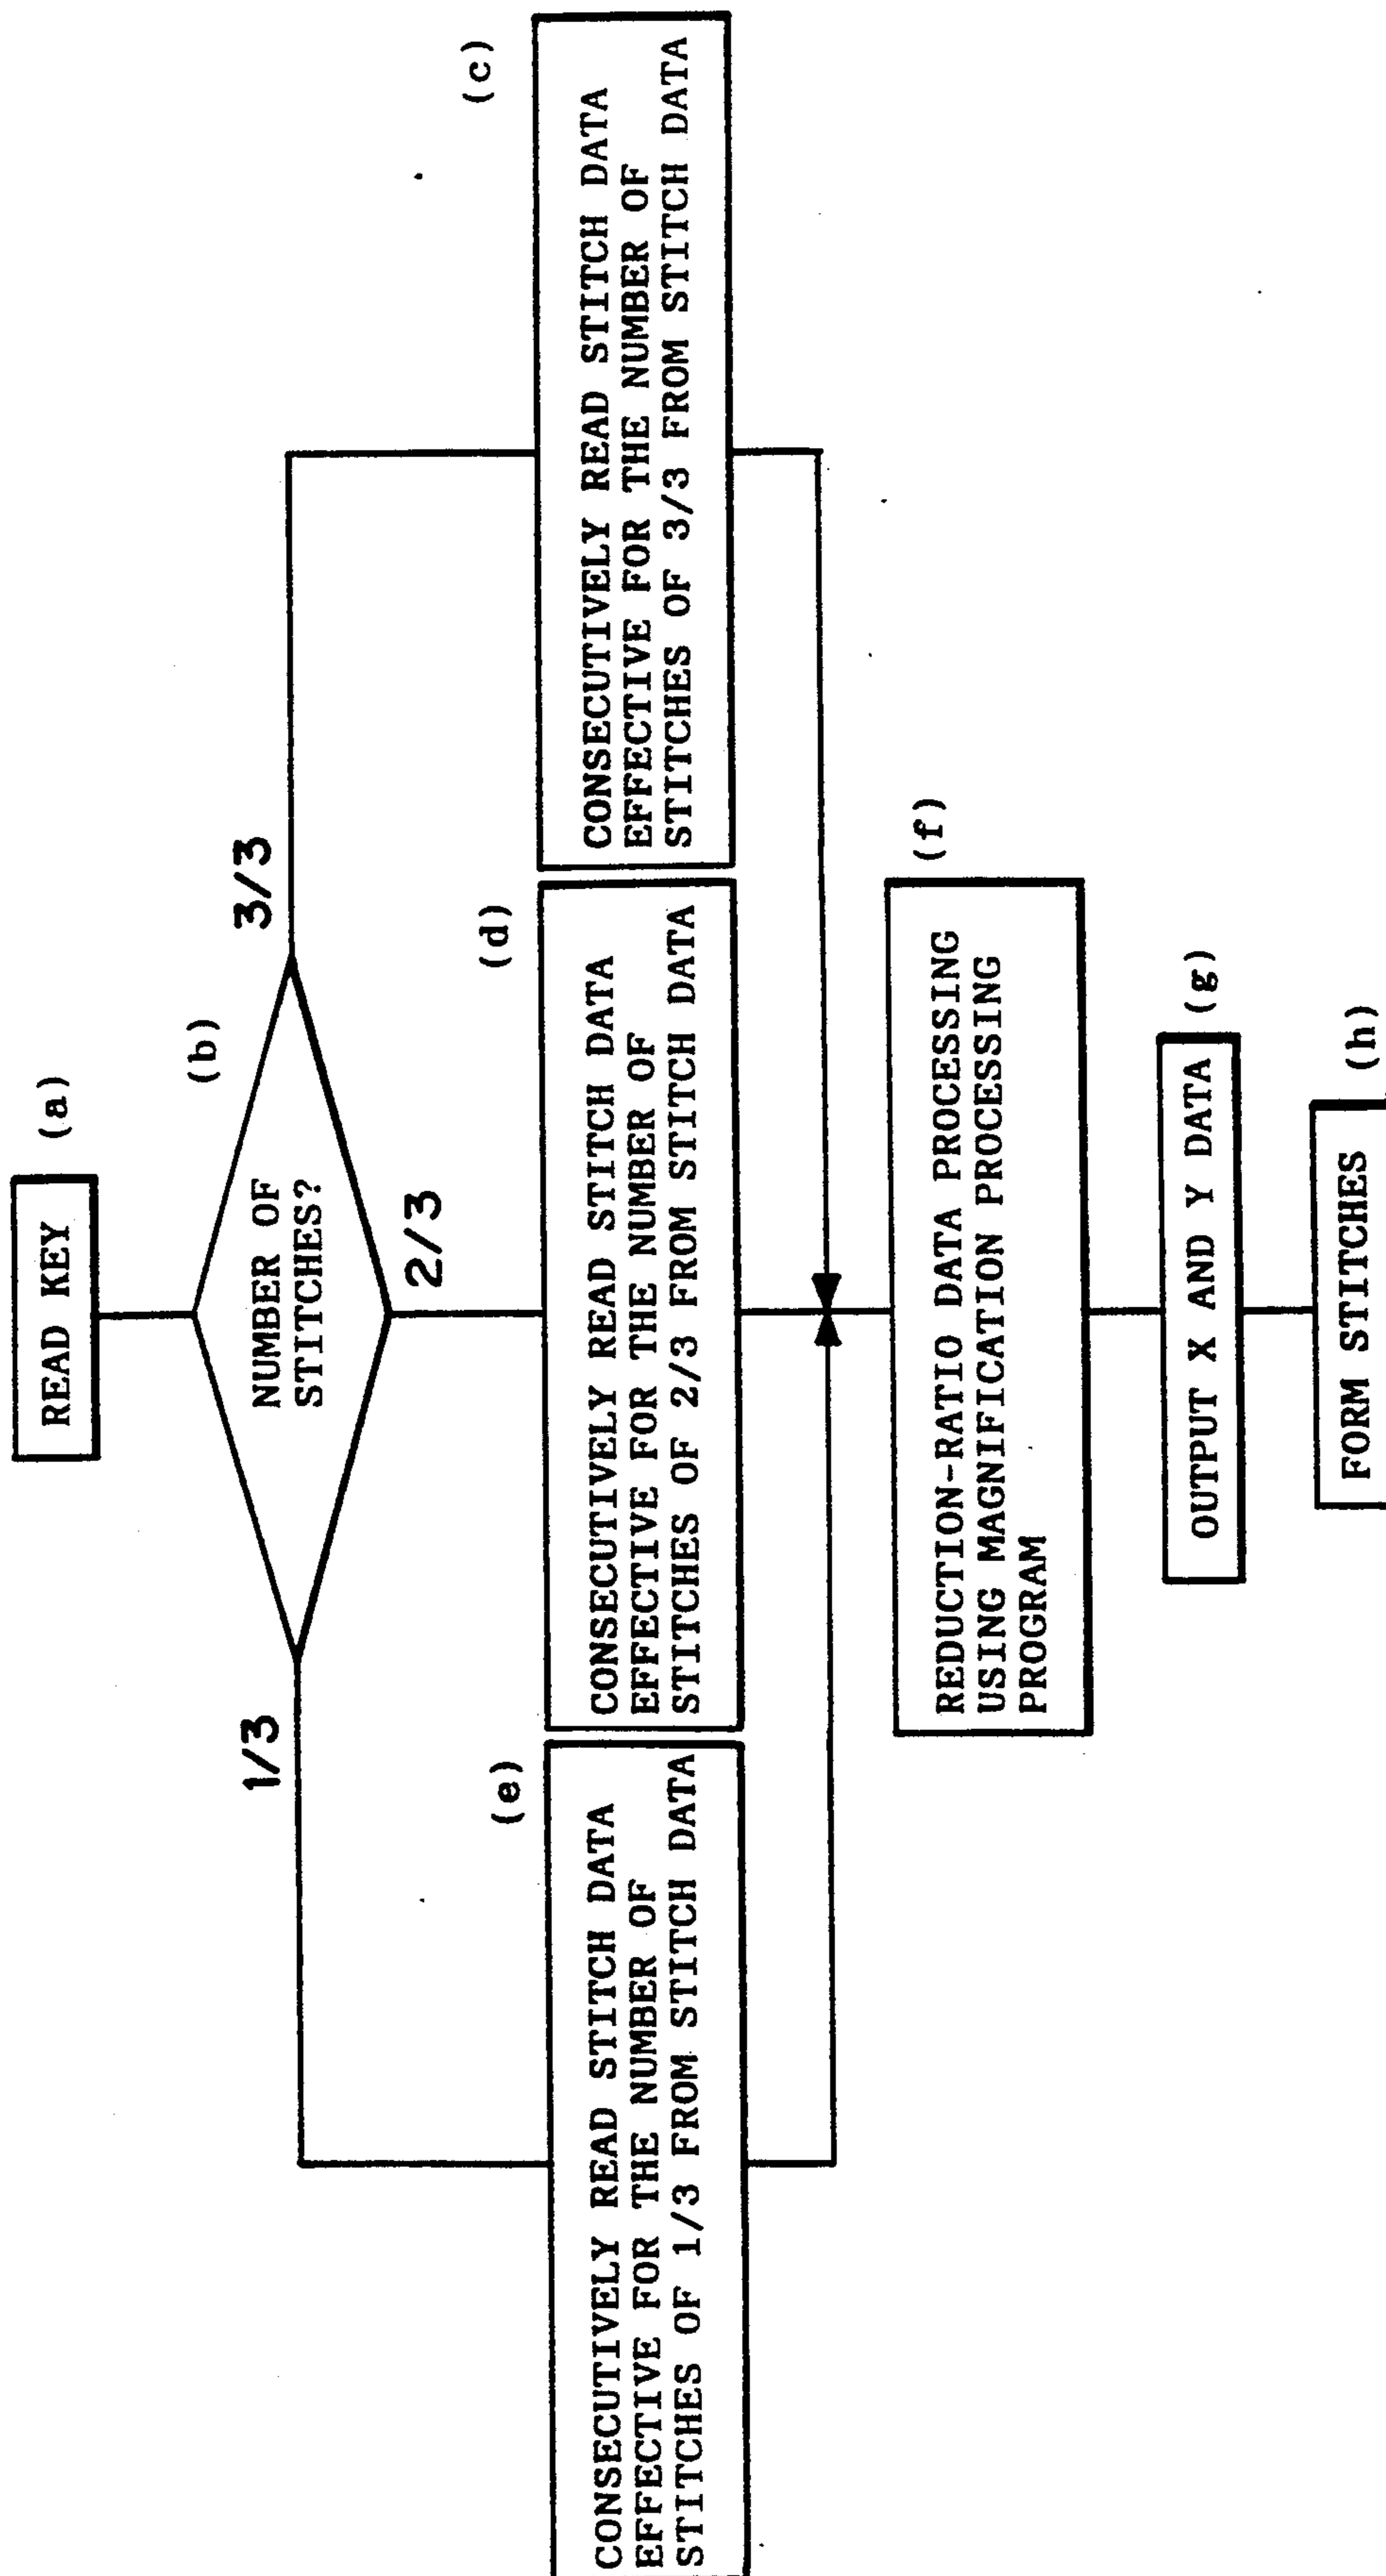 READ KEY
(a)
(b)
NUMBER OF
STITCHES?
1/3
2/3
3/3
(e)
CONSECUTIVELY READ STITCH DATA
EFFECTIVE FOR THE NUMBER OF
STITCHES OF 1/3 FROM STITCH DATA
(d)
CONSECUTIVELY READ STITCH DATA
EFFECTIVE FOR THE NUMBER OF
STITCHES OF 2/3 FROM STITCH DATA
(c)
CONSECUTIVELY READ STITCH DATA
EFFECTIVE FOR THE NUMBER OF
STITCHES OF 3/3 FROM STITCH DATA
(f)
REDUCTION-RATIO DATA PROCESSING
USING MAGNIFICATION PROCESSING
PROGRAM
OUTPUT X AND Y DATA
(g)
FORM STITCHES
(h)